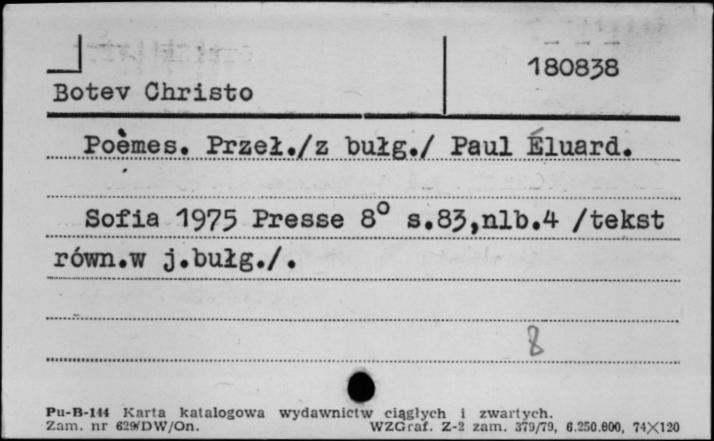 180838
Botev Christo
Poèmes. Przeł./z bułg./ Paul Éluard.
Sofia 1975 Presse 8° s.83,nlb.4 /tekst
równ.w j.bułg./.
8
Pu-B-144 Karta katalogowa wydawnictw ciągłych i zwartych.
Zam. nr 629/DW/On. WZGraf. Z-2 zam. 379/79, 6.250.000, 74×120